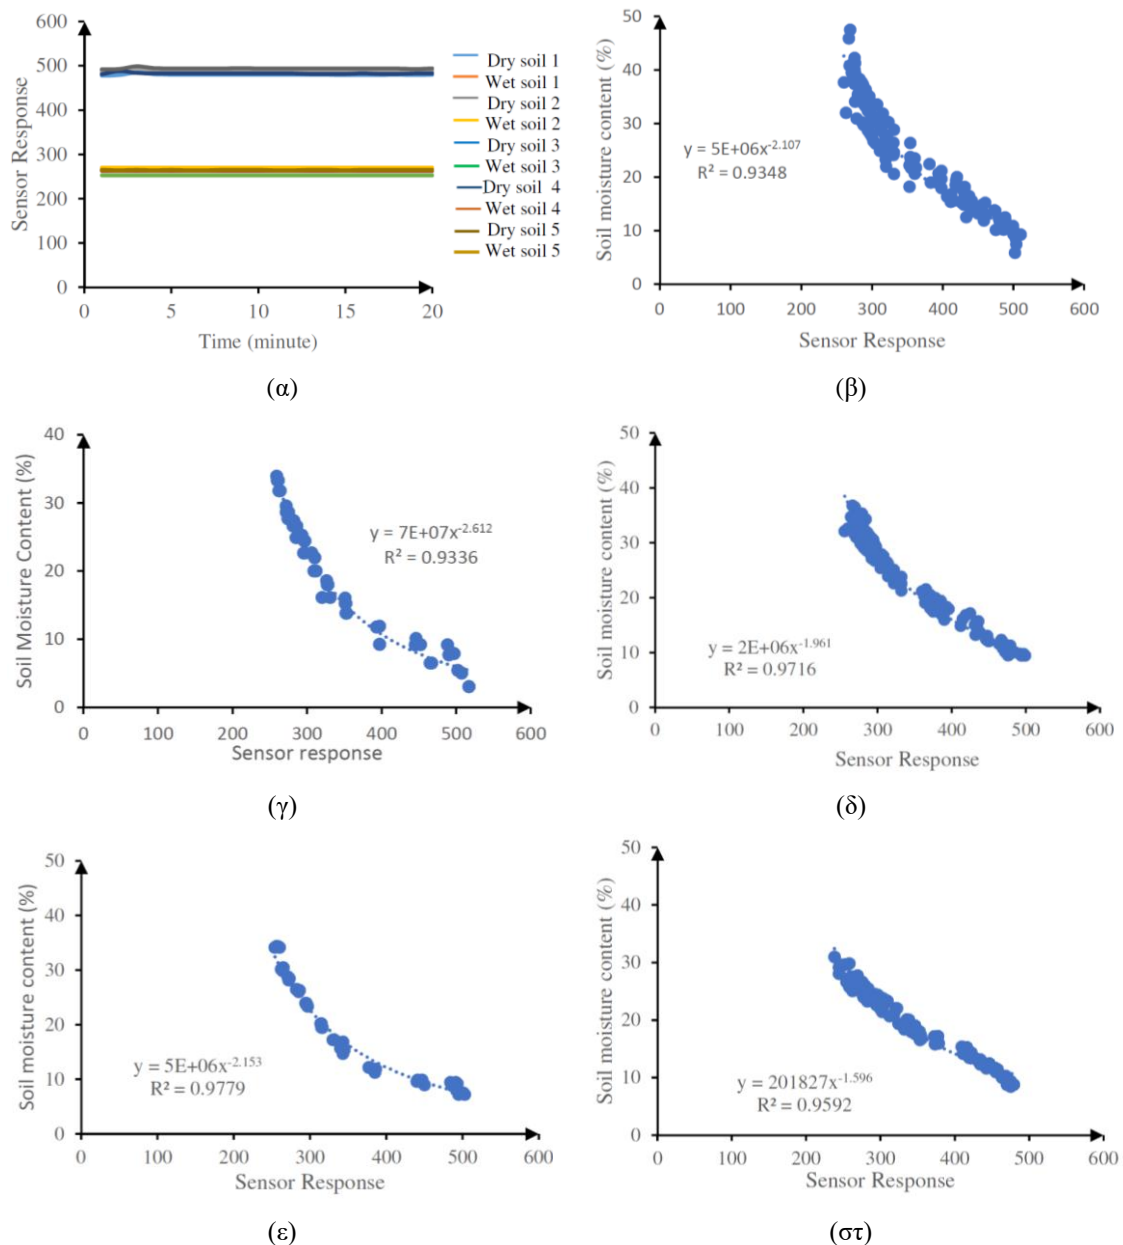 600
500
400
300
200
100
0
Sensor Response
0 5 10 15 20
Time (minute)
Dry soil 1
Wet soil 1
Dry soil 2
Wet soil 2
Dry soil 3
Wet soil 3
Dry soil 4
Wet soil 4
Dry soil 5
Wet soil 5
(α)
50
40
30
20
10
0
Soil moisture content (%)
y = 5E+06x^-2.107
R² = 0.9348
0 100 200 300 400 500 600
Sensor Response
(β)
40
30
20
10
0
Soil Moisture Content (%)
y = 7E+07x^-2.612
R² = 0.9336
0 100 200 300 400 500 600
Sensor response
(γ)
50
40
30
20
10
0
Soil moisture content (%)
y = 2E+06x^-1.961
R² = 0.9716
0 100 200 300 400 500 600
Sensor Response
(δ)
50
40
30
20
10
0
Soil moisture content (%)
y = 5E+06x^-2.153
R² = 0.9779
0 100 200 300 400 500 600
Sensor Response
(ε)
50
40
30
20
10
0
Soil moisture content (%)
y = 201827x^-1.596
R² = 0.9592
0 100 200 300 400 500 600
Sensor Response
(στ)